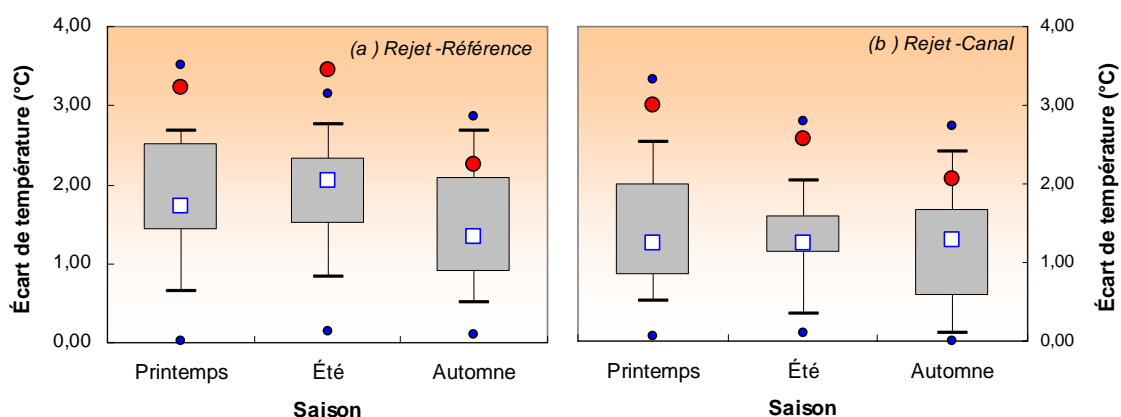 (a ) Rejet -Référence
4,00
3,00
2,00
1,00
0,00
Écart de température (°C)
Printemps
Été
Automne
Saison
(b ) Rejet -Canal
4,00
3,00
2,00
1,00
0,00
Écart de température (°C)
Printemps
Été
Automne
Saison